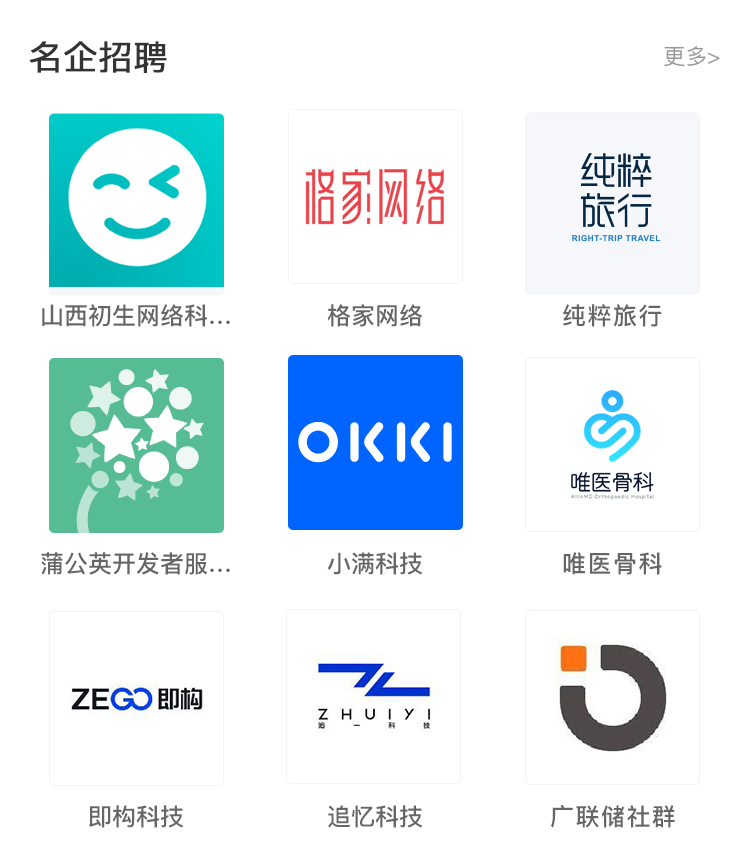 名企招聘
更多>
格家网络
纯粹
旅行
RIGHT-TRIP TRAVEL
山西初生网络科...
格家网络
纯粹旅行
OKKI
唯医骨科
AllinMD Orthopaedic Hospital
蒲公英开发者服...
小满科技
唯医骨科
ZEGO 即构
ZHUIYI
追一科技
即构科技
追忆科技
广联储社群